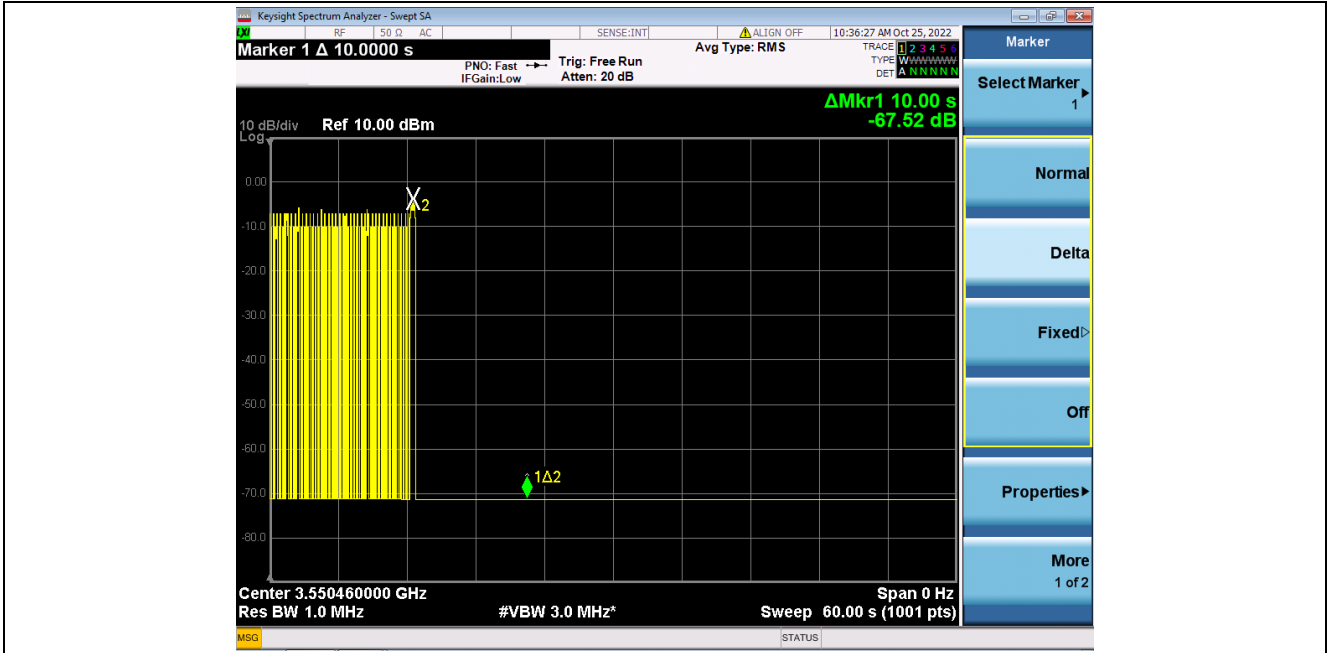 Keysight Spectrum Analyzer - Swept SA
LXI RF 50 Ω AC SENSE:INT ALIGN OFF 10:36:27 AM Oct 25, 2022
Marker 1 Δ 10.0000 s
PNO: Fast
IFGain:Low
Trig: Free Run
Atten: 20 dB
Avg Type: RMS
TRACE 1 2 3 4 5 6
TYPE WWWWWW
DET A N N N N N
ΔMkr1 10.00 s
-67.52 dB
10 dB/div Ref 10.00 dBm
Log
0.00
-10.0
-20.0
-30.0
-40.0
-50.0
-60.0
-70.0
-80.0
X2
1Δ2
Center 3.550460000 GHz Span 0 Hz
Res BW 1.0 MHz #VBW 3.0 MHz* Sweep 60.00 s (1001 pts)
MSG STATUS
Marker
Select Marker
1
Normal
Delta
Fixed
Off
Properties
More
1 of 2